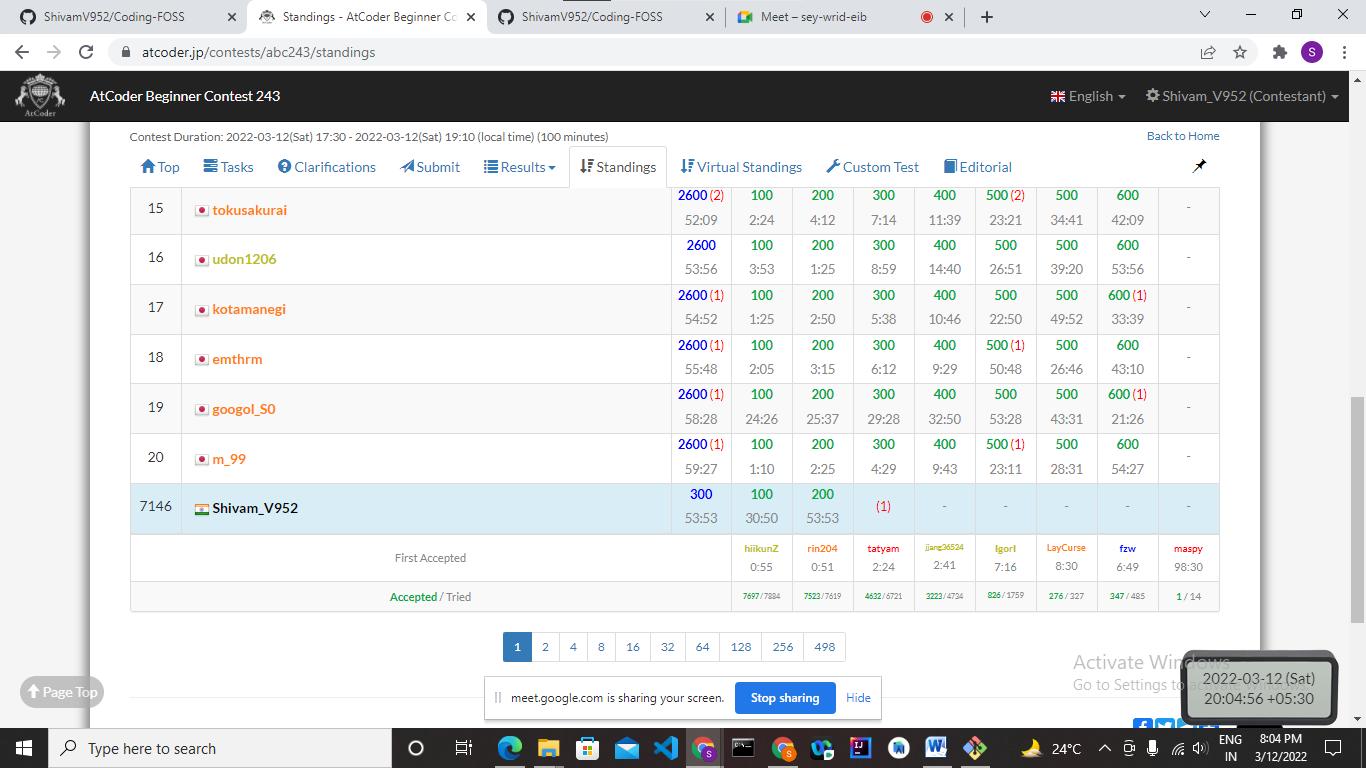 ShivamV952/Coding-FOSS
Standings - AtCoder Beginner Co
ShivamV952/Coding-FOSS
Meet – sey-wrid-eib
atcoder.jp/contests/abc243/standings
S
AtCoder
AtCoder Beginner Contest 243
English
Shivam_V952 (Contestant)
Contest Duration: 2022-03-12(Sat) 17:30 - 2022-03-12(Sat) 19:10 (local time) (100 minutes)
Back to Home
Top Tasks Clarifications Submit Results Standings Virtual Standings Custom Test Editorial
15 tokusakurai 2600 (2) 100 200 300 400 500 (2) 500 600 -
52:09 2:24 4:12 7:14 11:39 23:21 34:41 42:09
16 udon1206 2600 100 200 300 400 500 500 600 -
53:56 3:53 1:25 8:59 14:40 26:51 39:20 53:56
17 kotamanegi 2600 (1) 100 200 300 400 500 500 600 (1) -
54:52 1:25 2:50 5:38 10:46 22:50 49:52 33:39
18 emthrm 2600 (1) 100 200 300 400 500 (1) 500 600 -
55:48 2:05 3:15 6:12 9:29 50:48 26:46 43:10
19 googol_S0 2600 (1) 100 200 300 400 500 500 600 (1) -
58:28 24:26 25:37 29:28 32:50 53:28 43:31 21:26
20 m_99 2600 (1) 100 200 300 400 500 (1) 500 600 -
59:27 1:10 2:25 4:29 9:43 23:11 28:31 54:27
7146 Shivam_V952 300 100 200 (1) - - - - -
53:53 30:50 53:53
First Accepted hiikunZ rin204 tatyam jjang36524 IgorI LayCurse fzw maspy
0:55 0:51 2:24 2:41 7:16 8:30 6:49 98:30
Accepted / Tried 7697 / 7884 7523 / 7619 4632 / 6721 3223 / 4734 826 / 1759 276 / 327 347 / 485 1 / 14
1 2 4 8 16 32 64 128 256 498
Page Top
meet.google.com is sharing your screen.
Stop sharing
Hide
Activate Windows
Go to Settings to
2022-03-12 (Sat)
20:04:56 +05:30
Type here to search
24°C
ENG
IN
8:04 PM
3/12/2022